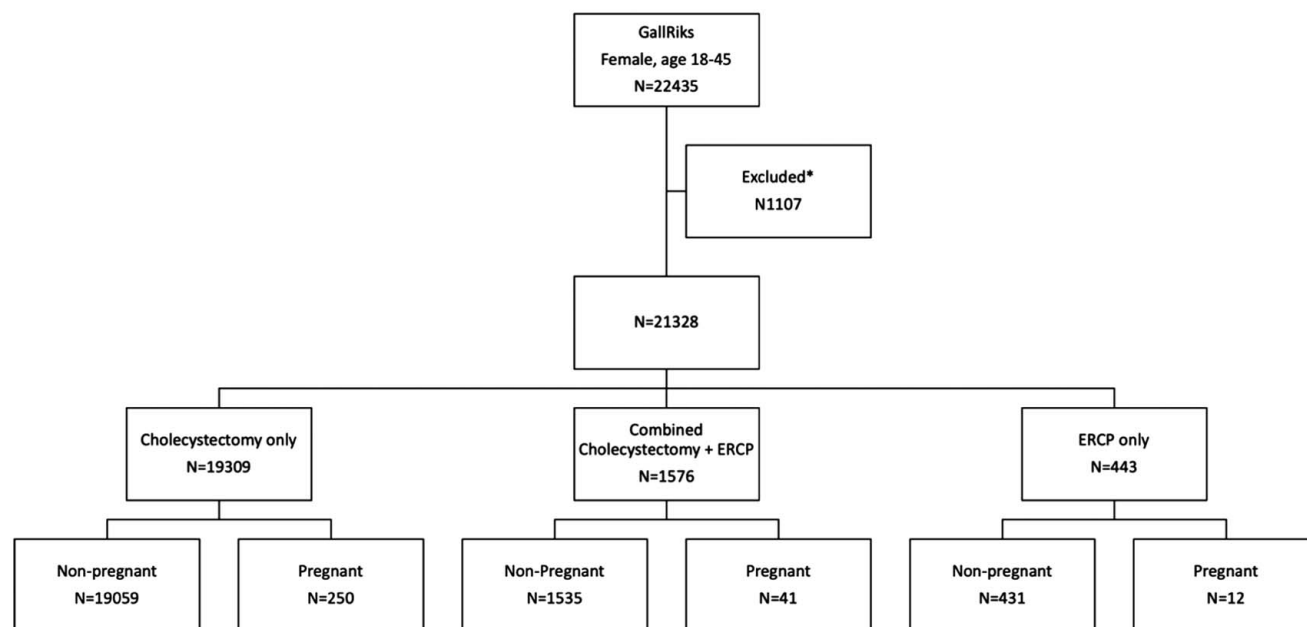 GallRiks
Female, age 18-45
N=22435
Excluded*
N1107
N=21328
Cholecystectomy only
N=19309
Combined
Cholecystectomy + ERCP
N=1576
ERCP only
N=443
Non-pregnant
N=19059
Pregnant
N=250
Non-Pregnant
N=1535
Pregnant
N=41
Non-pregnant
N=431
Pregnant
N=12